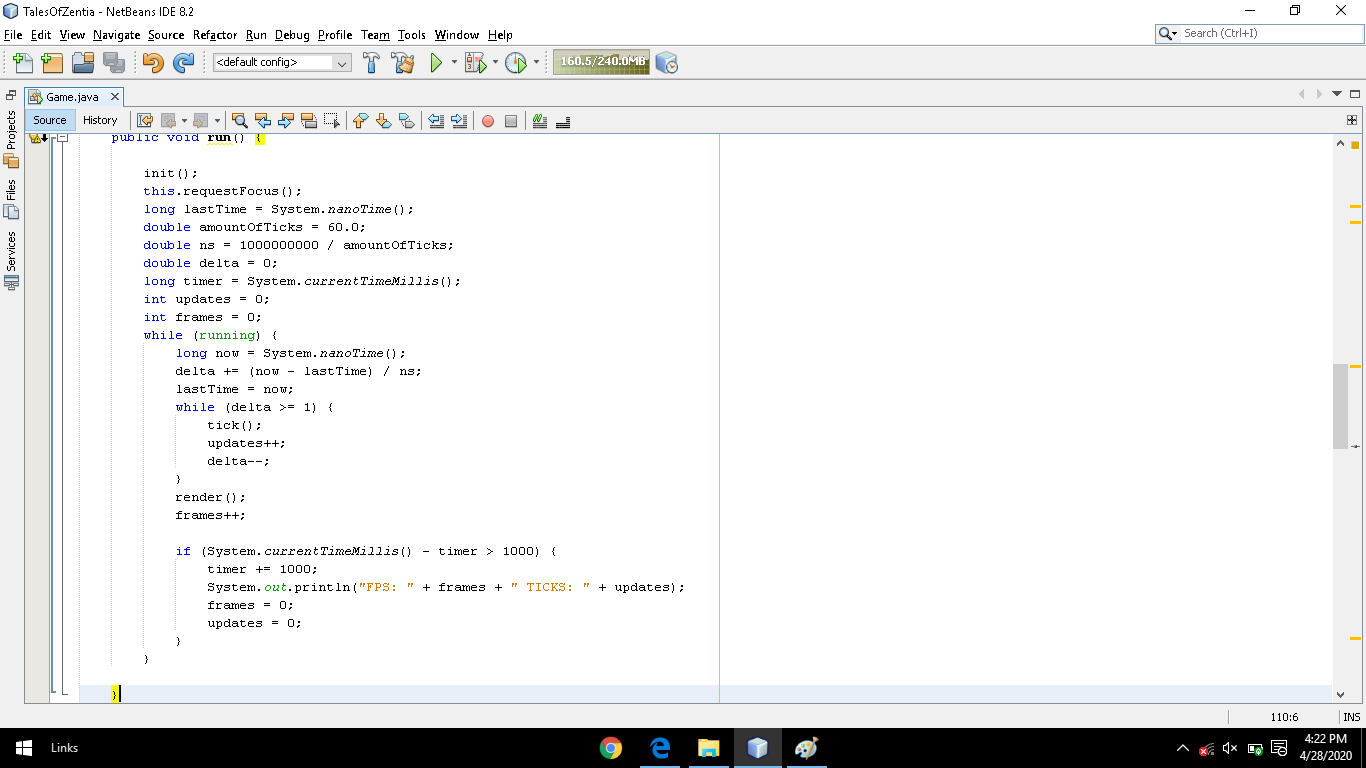 TalesOfZentia - NetBeans IDE 8.2
File Edit View Navigate Source Refactor Run Debug Profile Team Tools Window Help
Search (Ctrl+I)
<default config>
160.5/240.0MB
Game.java
Source History
Projects
Files
Services
public void run() {
init();
this.requestFocus();
long lastTime = System.nanoTime();
double amountOfTicks = 60.0;
double ns = 1000000000 / amountOfTicks;
double delta = 0;
long timer = System.currentTimeMillis();
int updates = 0;
int frames = 0;
while (running) {
long now = System.nanoTime();
delta += (now - lastTime) / ns;
lastTime = now;
while (delta >= 1) {
tick();
updates++;
delta--;
}
render();
frames++;
if (System.currentTimeMillis() - timer > 1000) {
timer += 1000;
System.out.println("FPS: " + frames + " TICKS: " + updates);
frames = 0;
updates = 0;
}
}
}
110:6
INS
Links
4:22 PM
4/28/2020